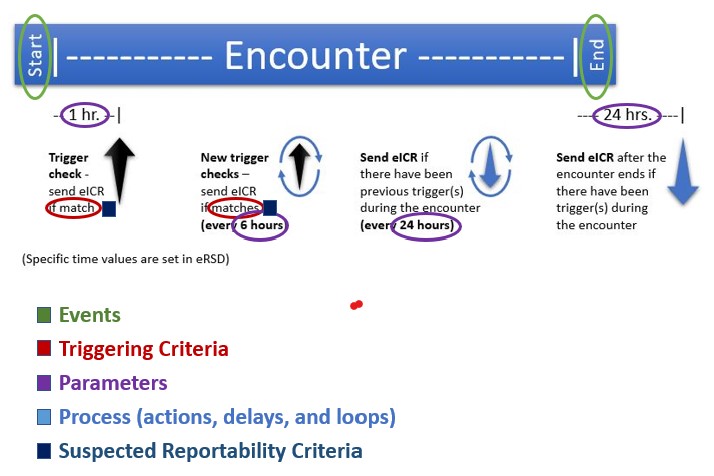 Start |----------- Encounter -----------| End
--1 hr. --|
---- 24 hrs. ----|
Trigger
check -
send eICR
if match
New trigger
checks –
send eICR
if matches
(every 6 hours)
Send eICR if
there have been
previous trigger(s)
during the encounter
(every 24 hours)
Send eICR after the
encounter ends if
there have been
trigger(s) during
the encounter
(Specific time values are set in eRSD)
Events
Triggering Criteria
Parameters
Process (actions, delays, and loops)
Suspected Reportability Criteria